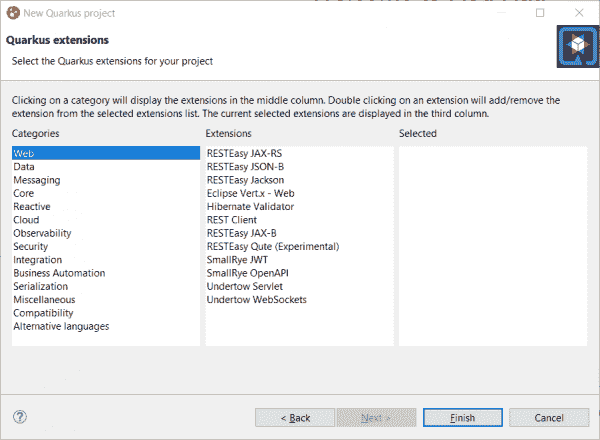 New Quarkus project
Quarkus extensions
Select the Quarkus extensions for your project
Clicking on a category will display the extensions in the middle column. Double clicking on an extension will add/remove the
extension from the selected extensions list. The current selected extensions are displayed in the third column.
Categories
Web
Data
Messaging
Core
Reactive
Cloud
Observability
Security
Integration
Business Automation
Serialization
Miscellaneous
Compatibility
Alternative languages
Extensions
RESTEasy JAX-RS
RESTEasy JSON-B
RESTEasy Jackson
Eclipse Vert.x - Web
Hibernate Validator
REST Client
RESTEasy JAX-B
RESTEasy Qute (Experimental)
SmallRye JWT
SmallRye OpenAPI
Undertow Servlet
Undertow WebSockets
Selected
?
< Back
Next >
Finish
Cancel